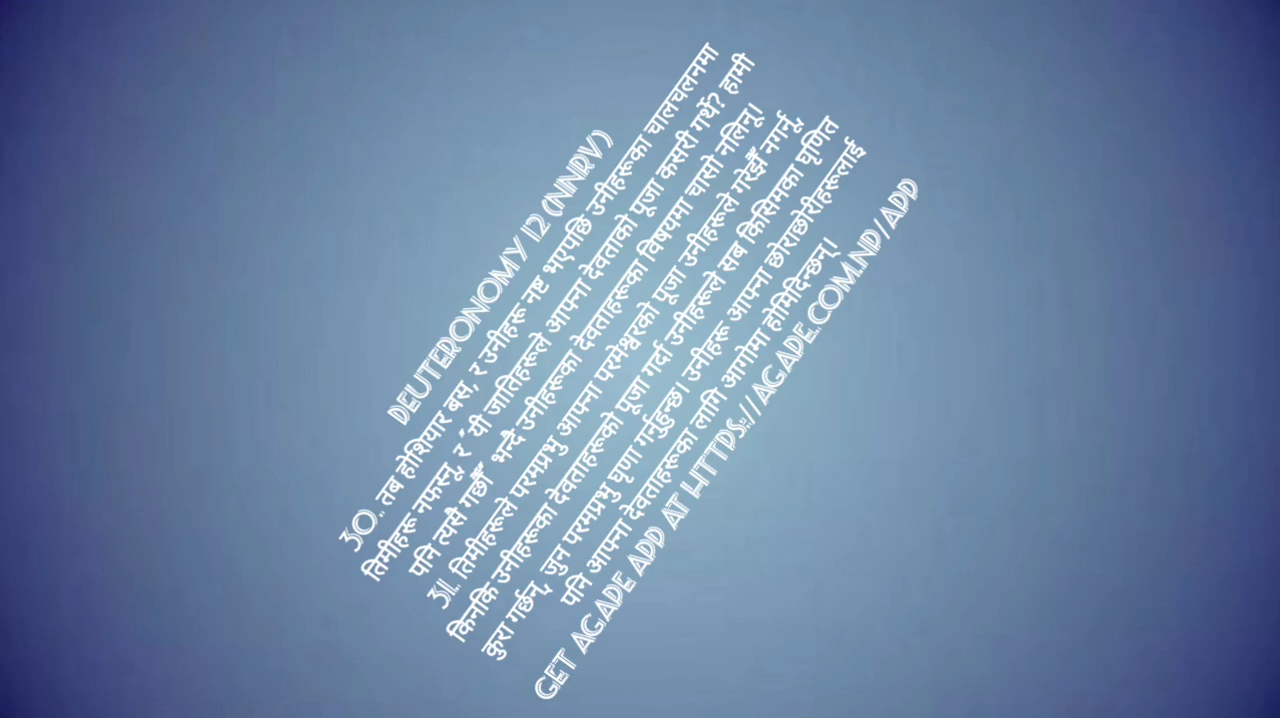 DEUTERONOMY 12 (NNRV)
30. तब होशियार बस, र उनीहरू नष्ट भएपछि उनीहरूका चालचलनमा
तिमीहरू नफस्नू, र ´यी जातिहरूले आफ्ना देवताको पूजा कसरी गर्थे? हामी
पनि त्यसै गर्छौं´ भन्दै उनीहरूका देवताहरूका विषयमा चासो नलिनू।
31. तिमीहरूले परमप्रभु आफ्ना परमेश्वरको पूजा उनीहरूले गरेझैं नगर्नू,
किनकि उनीहरूका देवताहरूको पूजा गर्दा उनीहरूले सब किसिमका घृणित
कुरा गर्छन्, जुन परमप्रभु घृणा गर्नुहुन्छ। उनीहरू आफ्ना छोराछोरीहरूलाई
पनि आफ्ना देवताहरूका लागि आगोमा होमिदिन्छन्।
GET AGAPE APP AT HTTPS://AGAPE.COM.NP/APP